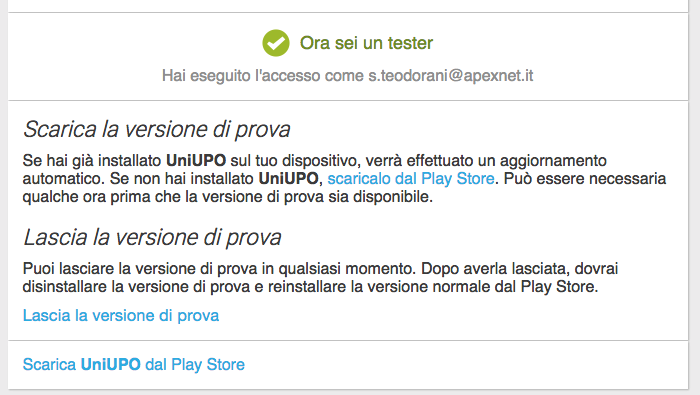 Ora sei un tester
Hai eseguito l'accesso come s.teodorani@apexnet.it
Scarica la versione di prova
Se hai già installato UniUPO sul tuo dispositivo, verrà effettuato un aggiornamento
automatico. Se non hai installato UniUPO, scaricalo dal Play Store. Può essere necessaria
qualche ora prima che la versione di prova sia disponibile.
Lascia la versione di prova
Puoi lasciare la versione di prova in qualsiasi momento. Dopo averla lasciata, dovrai
disinstallare la versione di prova e reinstallare la versione normale dal Play Store.
Lascia la versione di prova
Scarica UniUPO dal Play Store